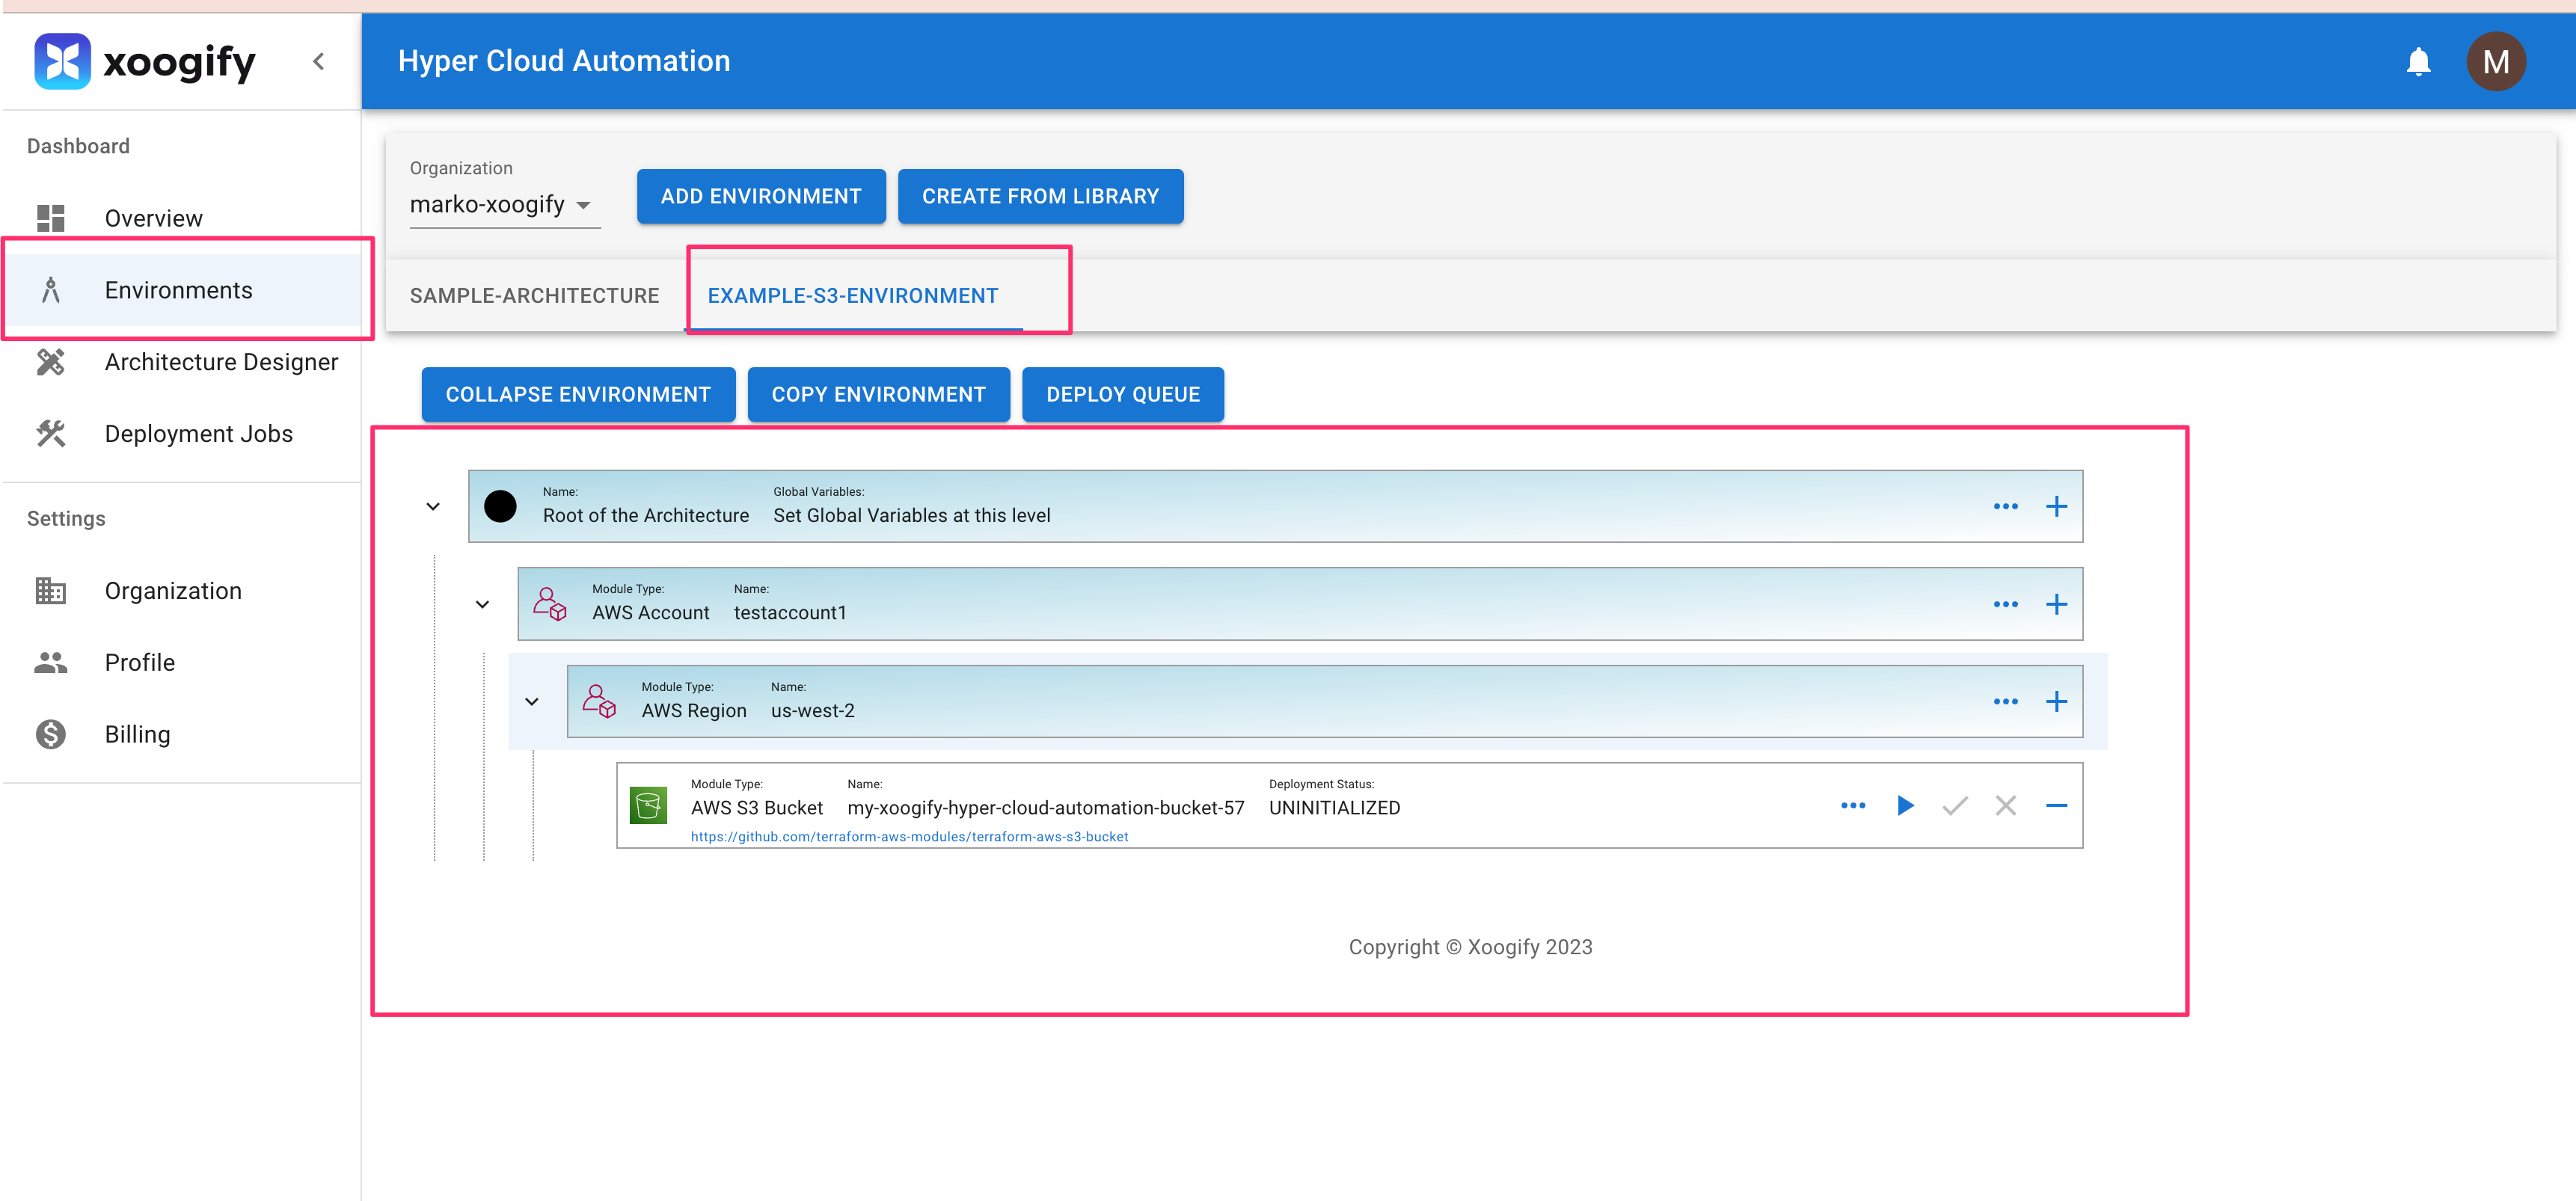 xoogify
Hyper Cloud Automation
M
Dashboard
Overview
Environments
Architecture Designer
Deployment Jobs
Settings
Organization
Profile
Billing
Organization
marko-xoogify
ADD ENVIRONMENT
CREATE FROM LIBRARY
SAMPLE-ARCHITECTURE
EXAMPLE-S3-ENVIRONMENT
COLLAPSE ENVIRONMENT
COPY ENVIRONMENT
DEPLOY QUEUE
Name: Global Variables:
Root of the Architecture Set Global Variables at this level
Module Type: Name:
AWS Account testaccount1
Module Type: Name:
AWS Region us-west-2
Module Type: Name: Deployment Status:
AWS S3 Bucket my-xoogify-hyper-cloud-automation-bucket-57 UNINITIALIZED
https://github.com/terraform-aws-modules/terraform-aws-s3-bucket
Copyright © Xoogify 2023